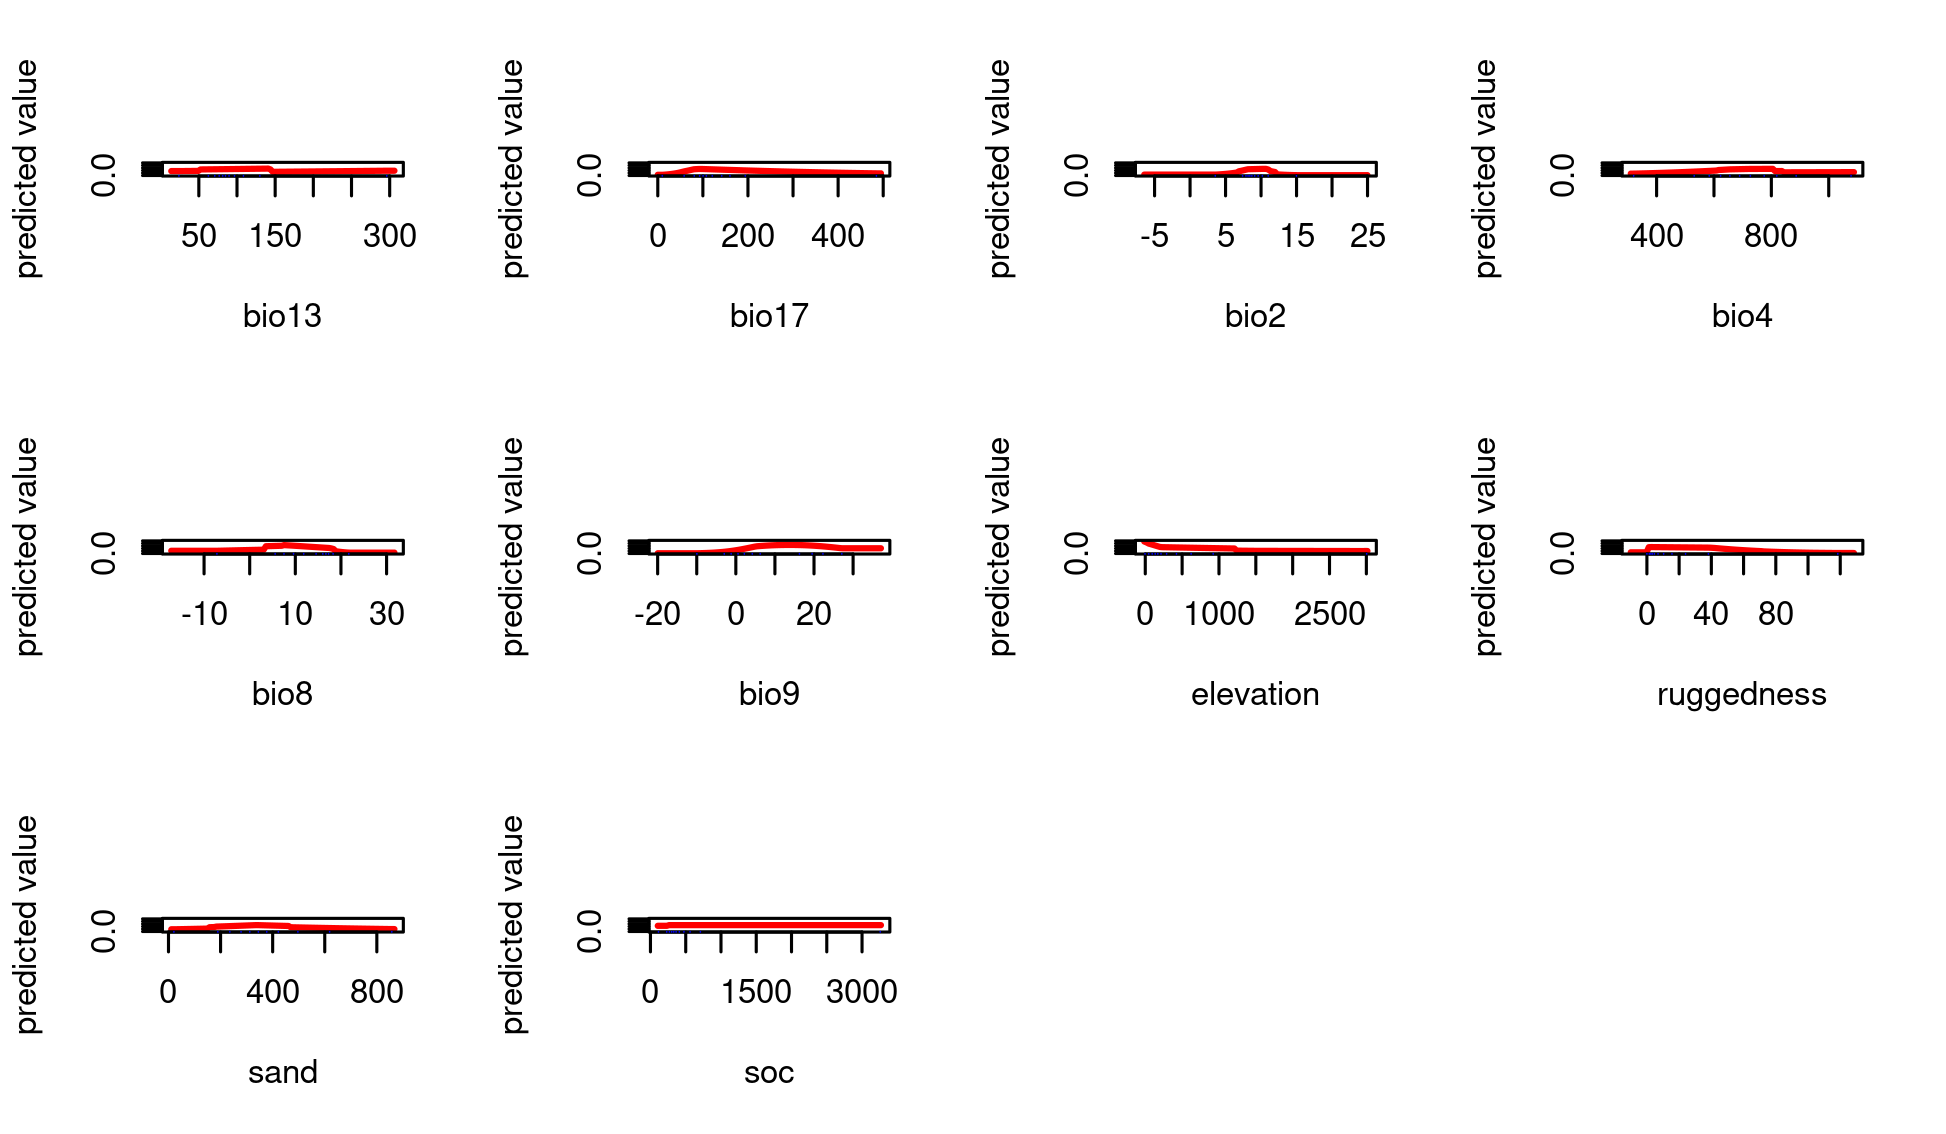 predicted value
0.0
50 150 300
bio13
predicted value
0.0
0 200 400
bio17
predicted value
0.0
-5 5 15 25
bio2
predicted value
0.0
400 800
bio4
predicted value
0.0
-10 10 30
bio8
predicted value
0.0
-20 0 20
bio9
predicted value
0.0
0 1000 2500
elevation
predicted value
0.0
0 40 80
ruggedness
predicted value
0.0
0 400 800
sand
predicted value
0.0
0 1500 3000
soc